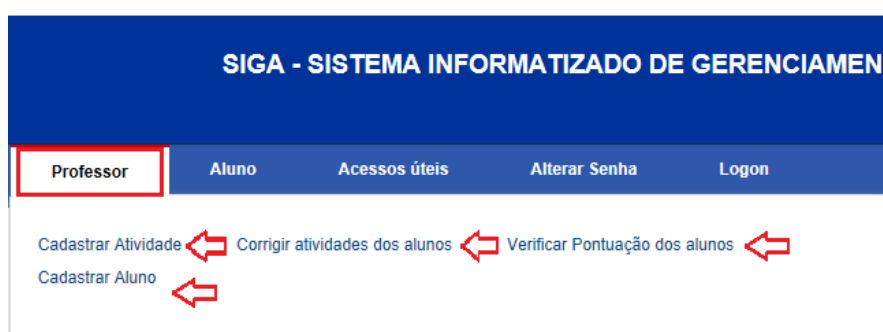 SIGA - SISTEMA INFORMATIZADO DE GERENCIAMEN
Professor Aluno Acessos úteis Alterar Senha Logon
Cadastrar Atividade Corrigir atividades dos alunos Verificar Pontuação dos alunos
Cadastrar Aluno